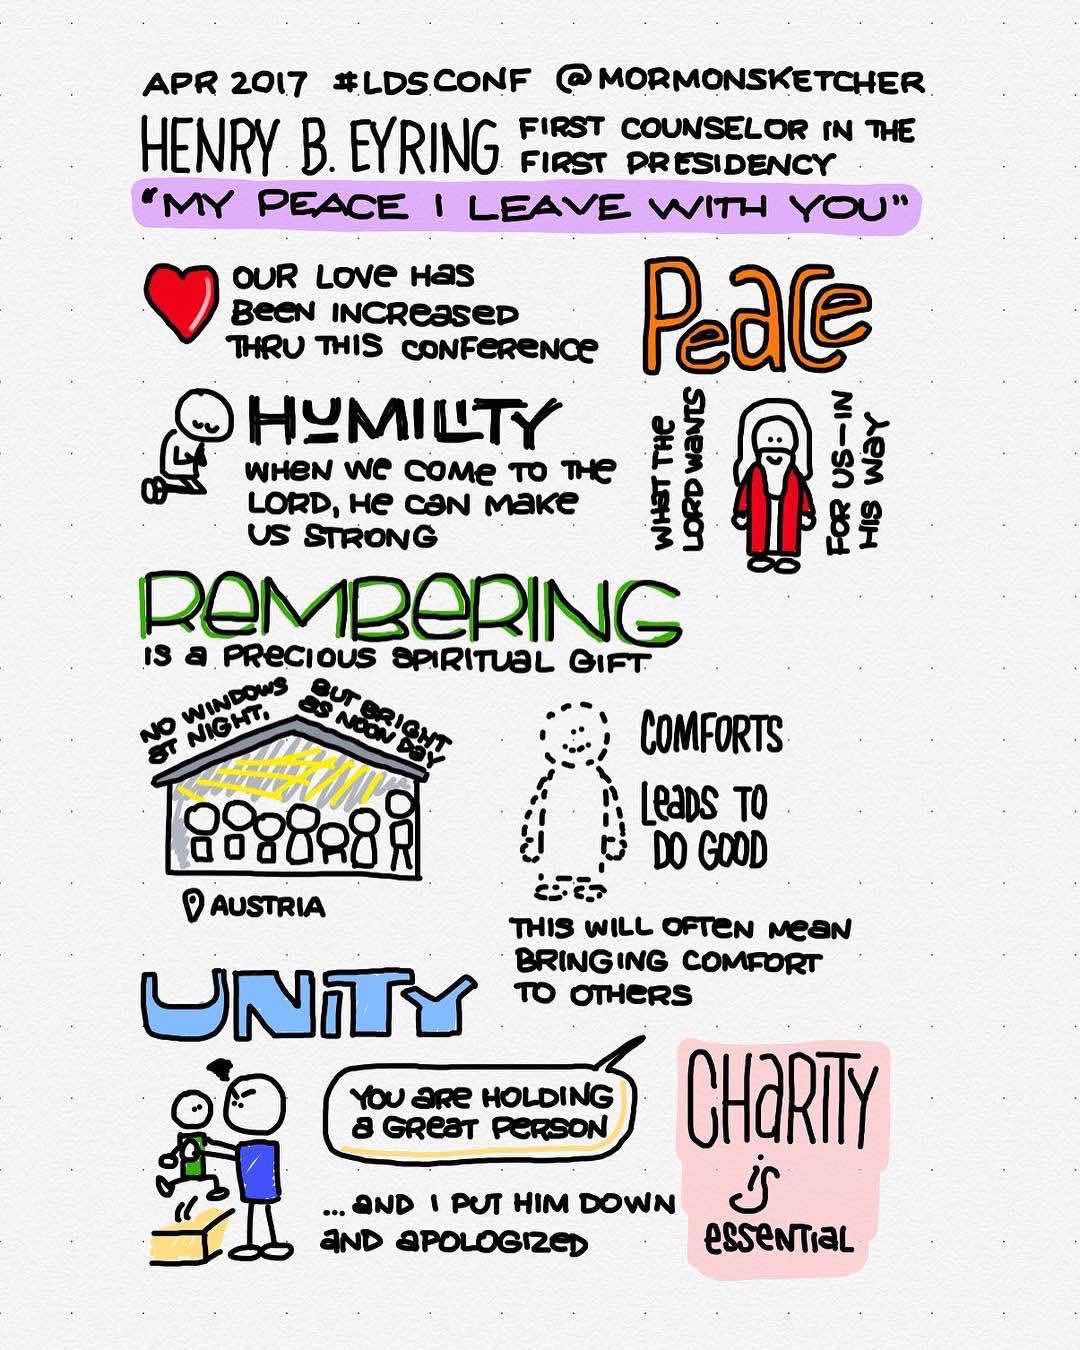 APR 2017 #LDSCONF @MORMONSKETCHER
HENRY B. EYRING FIRST COUNSELOR IN THE
FIRST PRESIDENCY
"MY PEACE I LEAVE WITH YOU"
OUR LOVE HAS
BEEN INCREASED
THRU THIS CONFERENCE
PEACE
WHAT THE
LORD WANTS
FOR US-IN
HIS WAY
HUMILITY
WHEN WE COME TO THE
LORD, HE CAN MAKE
US STRONG
REMBERING
IS A PRECIOUS SPIRITUAL GIFT
NO WINDOWS
AT NIGHT,
BUT BRIGHT
AS NOON DAY
AUSTRIA
COMFORTS
LEADS TO
DO GOOD
THIS WILL OFTEN MEAN
BRINGING COMFORT
TO OTHERS
UNITY
YOU ARE HOLDING
A GREAT PERSON
...AND I PUT HIM DOWN
AND APOLOGIZED
CHARITY
is
ESSENTIAL